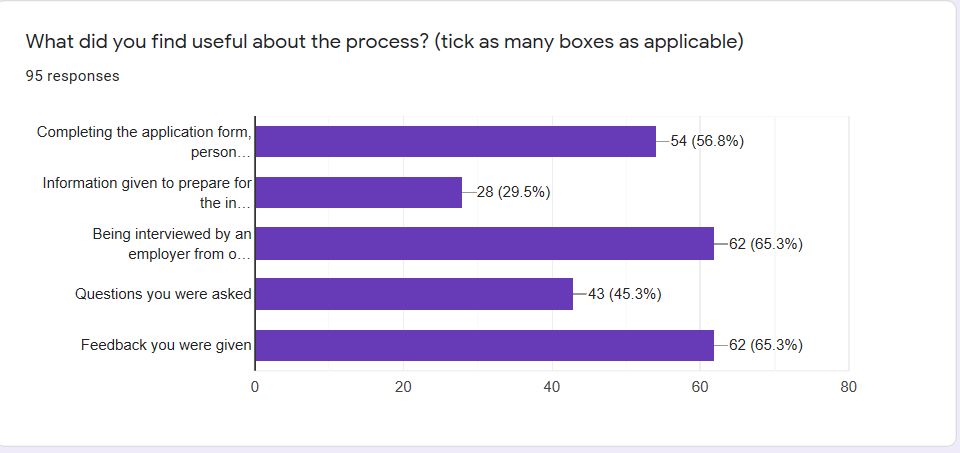 What did you find useful about the process? (tick as many boxes as applicable)
95 responses
Completing the application form,
person…
54 (56.8%)
Information given to prepare for
the in…
28 (29.5%)
Being interviewed by an
employer from o…
62 (65.3%)
Questions you were asked
43 (45.3%)
Feedback you were given
62 (65.3%)
0
20
40
60
80